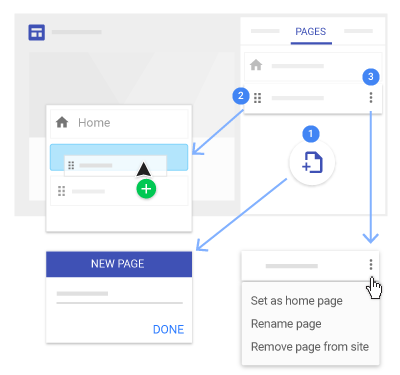 PAGES
3
2
Home
1
NEW PAGE
DONE
Set as home page
Rename page
Remove page from site